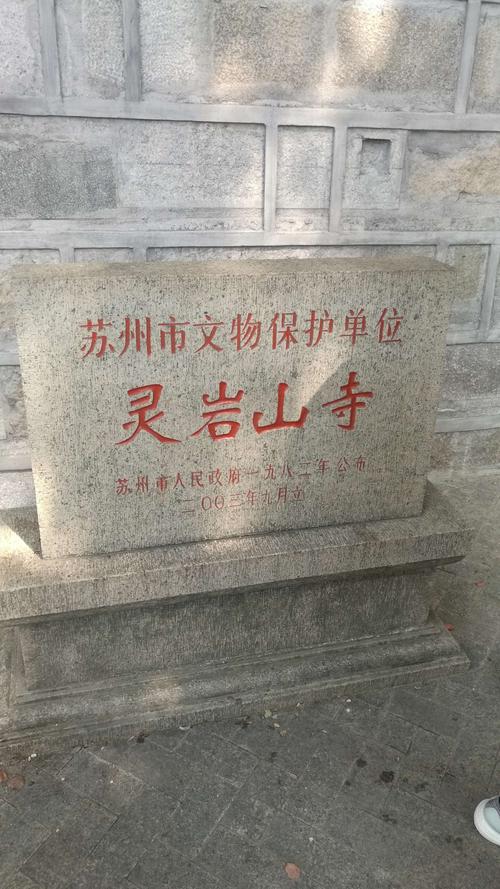 苏州市文物保护单位
灵岩山寺
苏州市人民政府一九八二年公布
二〇〇三年九月立